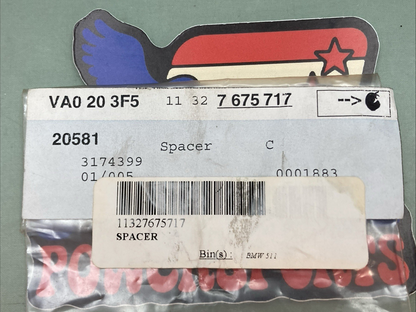 VA0 20 3F5 11 32 7 675 717 -->
20581 Spacer C
3174399
01/005 0001883
11327675717
SPACER
Bin(s): BMW 511
POWERSPORTS